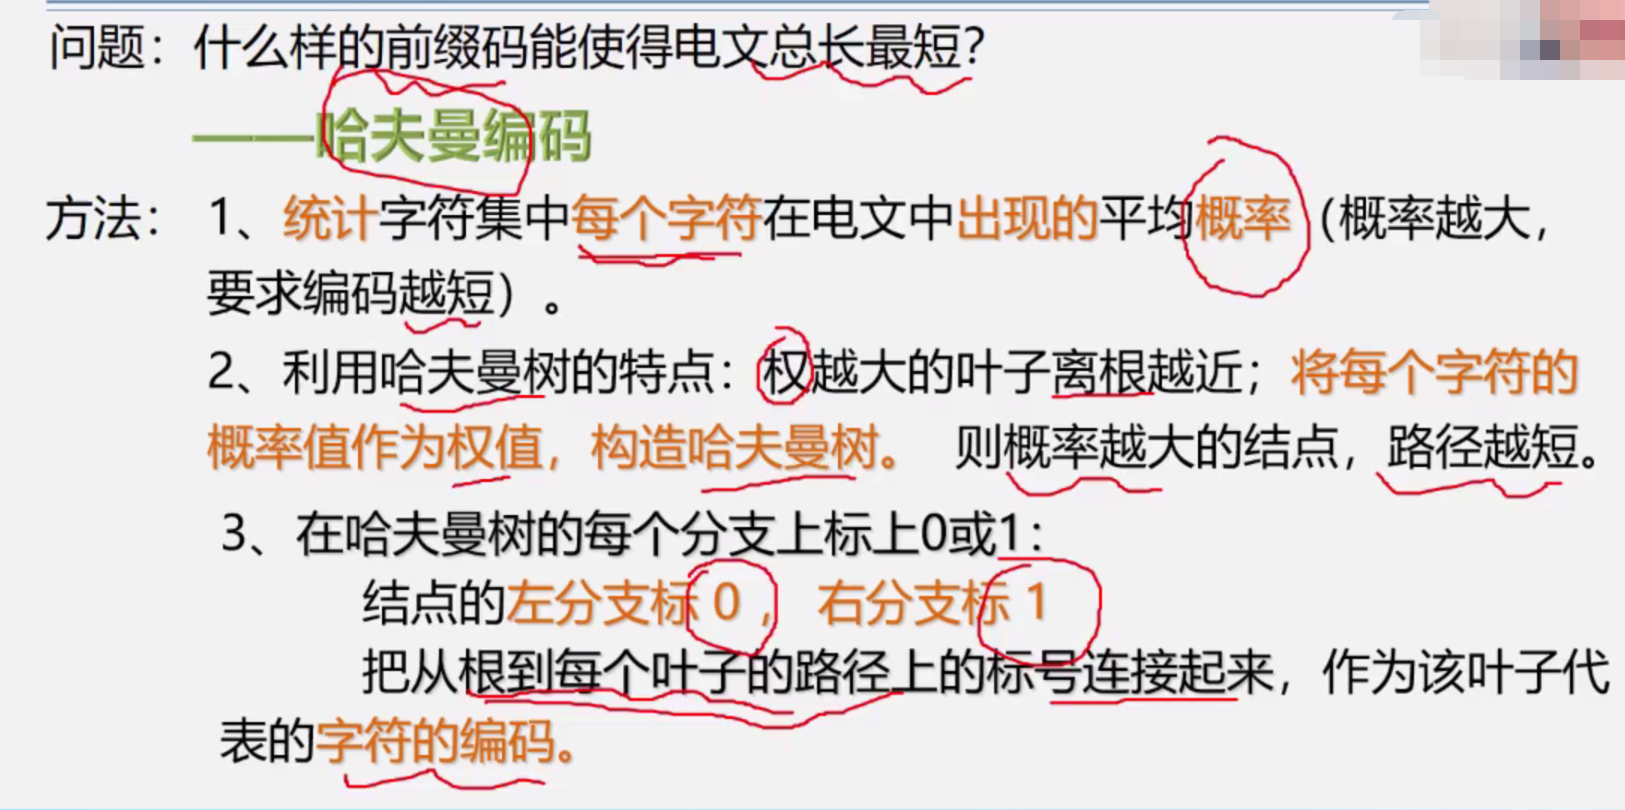 问题：什么样的前缀码能使得电文总长最短？
——哈夫曼编码
方法：1、统计字符集中每个字符在电文中出现的平均概率（概率越大，
要求编码越短）。
2、利用哈夫曼树的特点：权越大的叶子离根越近；将每个字符的
概率值作为权值，构造哈夫曼树。 则概率越大的结点，路径越短。
3、在哈夫曼树的每个分支上标上0或1：
结点的左分支标 0 ， 右分支标 1
把从根到每个叶子的路径上的标号连接起来，作为该叶子代
表的字符的编码。